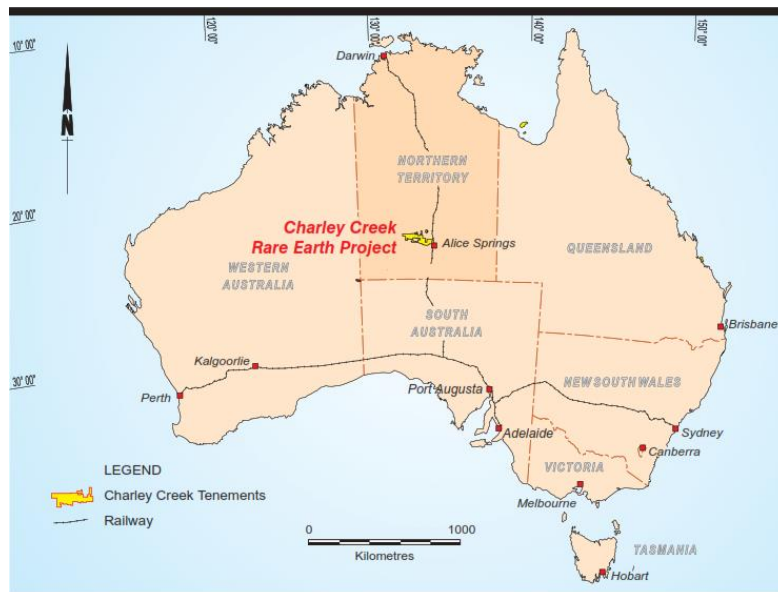 120° 00'
130° 00'
140° 00'
150° 00'
10° 00'
Darwin
N
NORTHERN
TERRITORY
20° 00'
Charley Creek
Rare Earth Project
Alice Springs
QUEENSLAND
WESTERN
AUSTRALIA
SOUTH
AUSTRALIA
Brisbane
Kalgoorlie
30° 00'
Perth
Port Augusta
NEW SOUTH WALES
Adelaide
Sydney
Canberra
VICTORIA
LEGEND
Charley Creek Tenements
Melbourne
Railway
0 1000
Kilometres
TASMANIA
Hobart